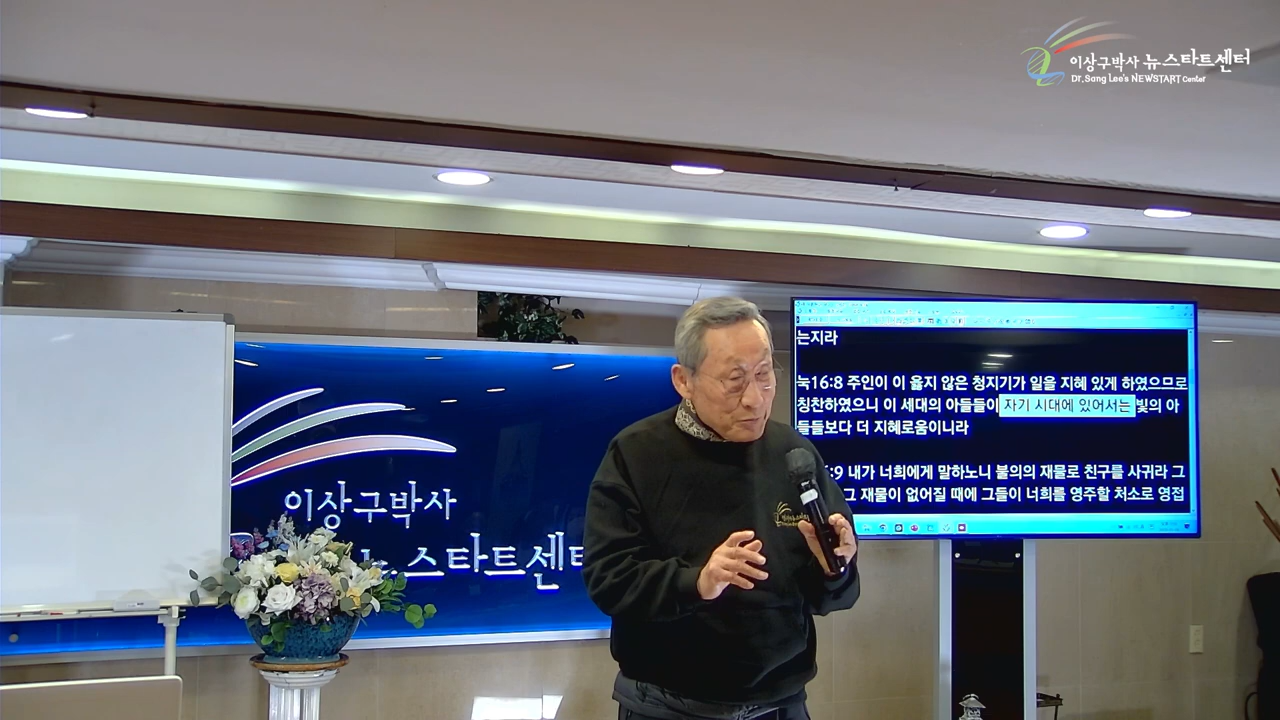 이상구박사 뉴스타트센터
Dr. Sang Lee's NEWSTART Center
이상구박사
뉴스타트센터
는지라
눅16:8 주인이 이 옳지 않은 청지기가 일을 지혜 있게 하였으므로
칭찬하였으니 이 세대의 아들들이 자기 시대에 있어서는 빛의 아
들들보다 더 지혜로움이니라
:9 내가 너희에게 말하노니 불의의 재물로 친구를 사귀라 그
그 재물이 없어질 때에 그들이 너희를 영주할 처소로 영접